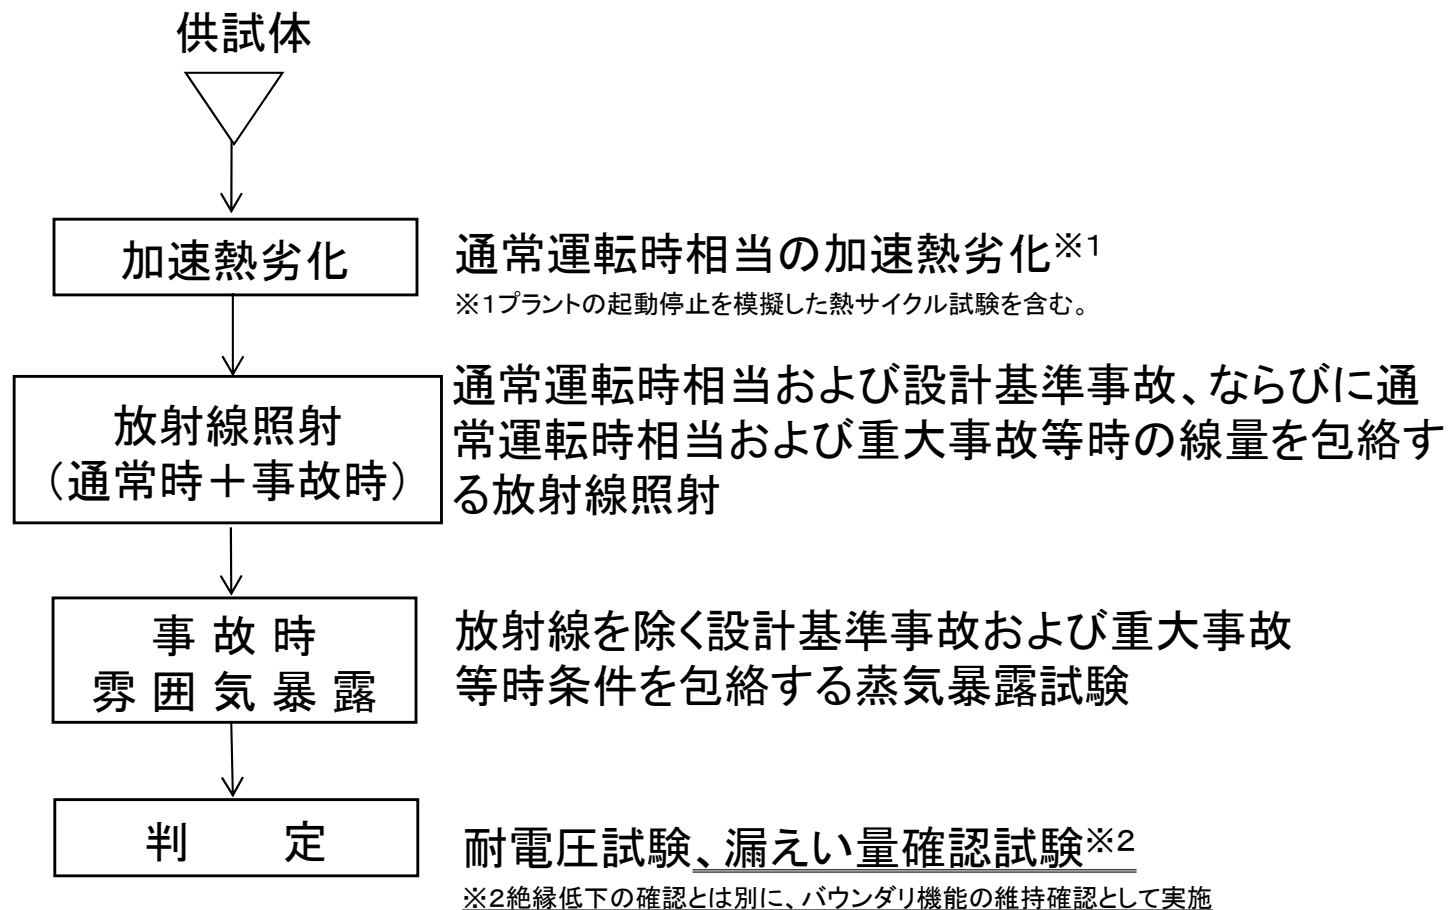 供試体
加速熱劣化
通常運転時相当の加速熱劣化※1
※1プラントの起動停止を模擬した熱サイクル試験を含む。
放射線照射
（通常時＋事故時）
通常運転時相当および設計基準事故、ならびに通
常運転時相当および重大事故等時の線量を包絡す
る放射線照射
事 故 時
雰 囲 気 暴 露
放射線を除く設計基準事故および重大事故
等時条件を包絡する蒸気暴露試験
判　　定
耐電圧試験、漏えい量確認試験※2
※2絶縁低下の確認とは別に、バウンダリ機能の維持確認として実施